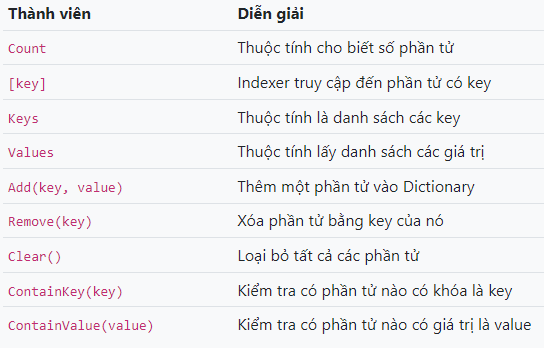 Thành viên Diễn giải
Count Thuộc tính cho biết số phần tử
[key] Indexer truy cập đến phần tử có key
Keys Thuộc tính là danh sách các key
Values Thuộc tính lấy danh sách các giá trị
Add(key, value) Thêm một phần tử vào Dictionary
Remove(key) Xóa phần tử bằng key của nó
Clear() Loại bỏ tất cả các phần tử
ContainKey(key) Kiểm tra có phần tử nào có khóa là key
ContainValue(value) Kiểm tra có phần tử nào có giá trị là value